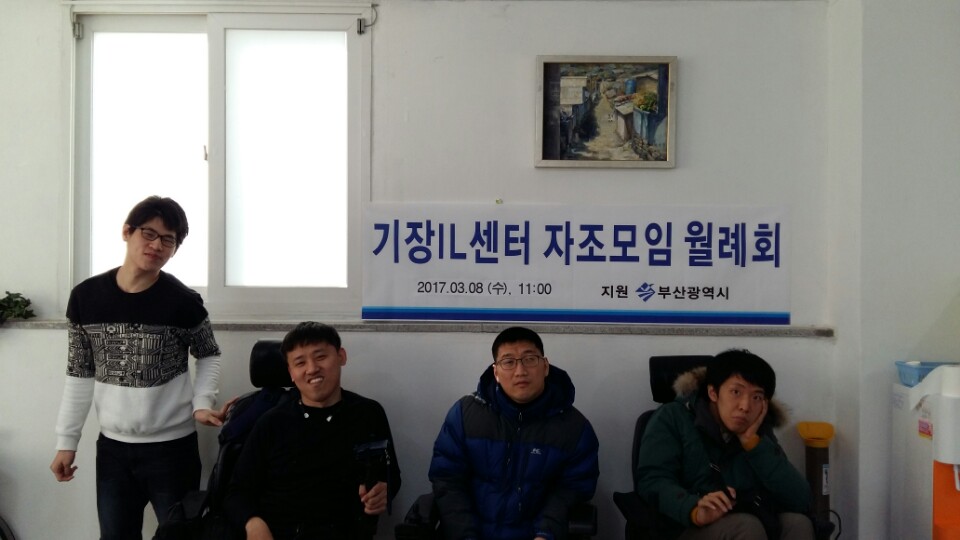 기장IL센터 자조모임 월례회
2017.03.08 (수), 11:00 지원 부산광역시